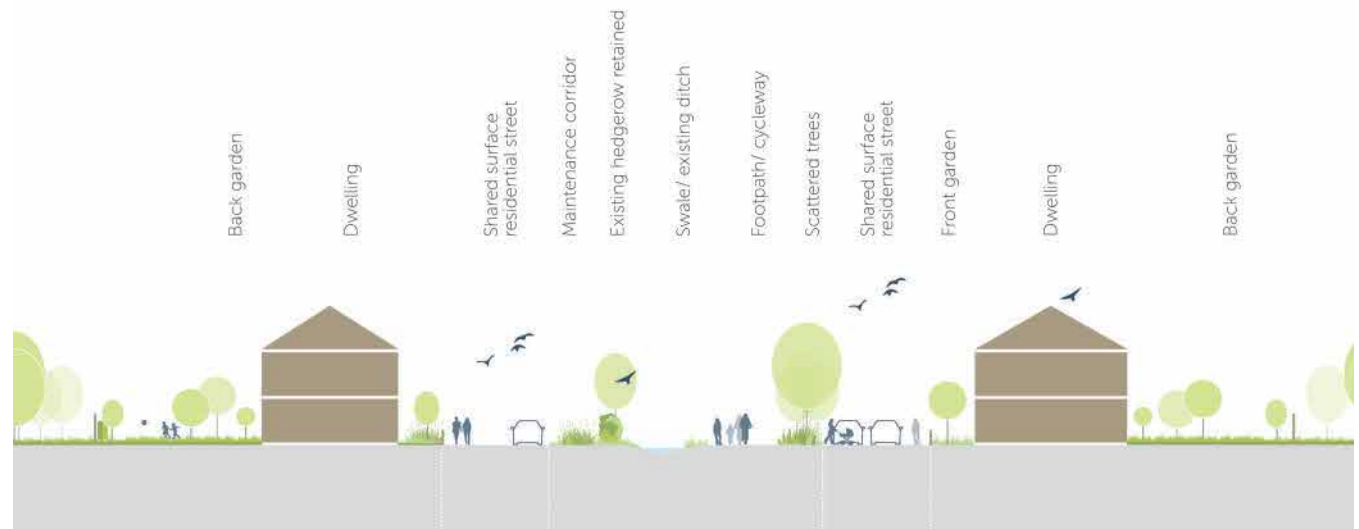 Back garden
Dwelling
Shared surface
residential street
Maintenance corridor
Existing hedgerow retained
Swale/ existing ditch
Footpath/ cycleway
Scattered trees
Shared surface
residential street
Front garden
Dwelling
Back garden